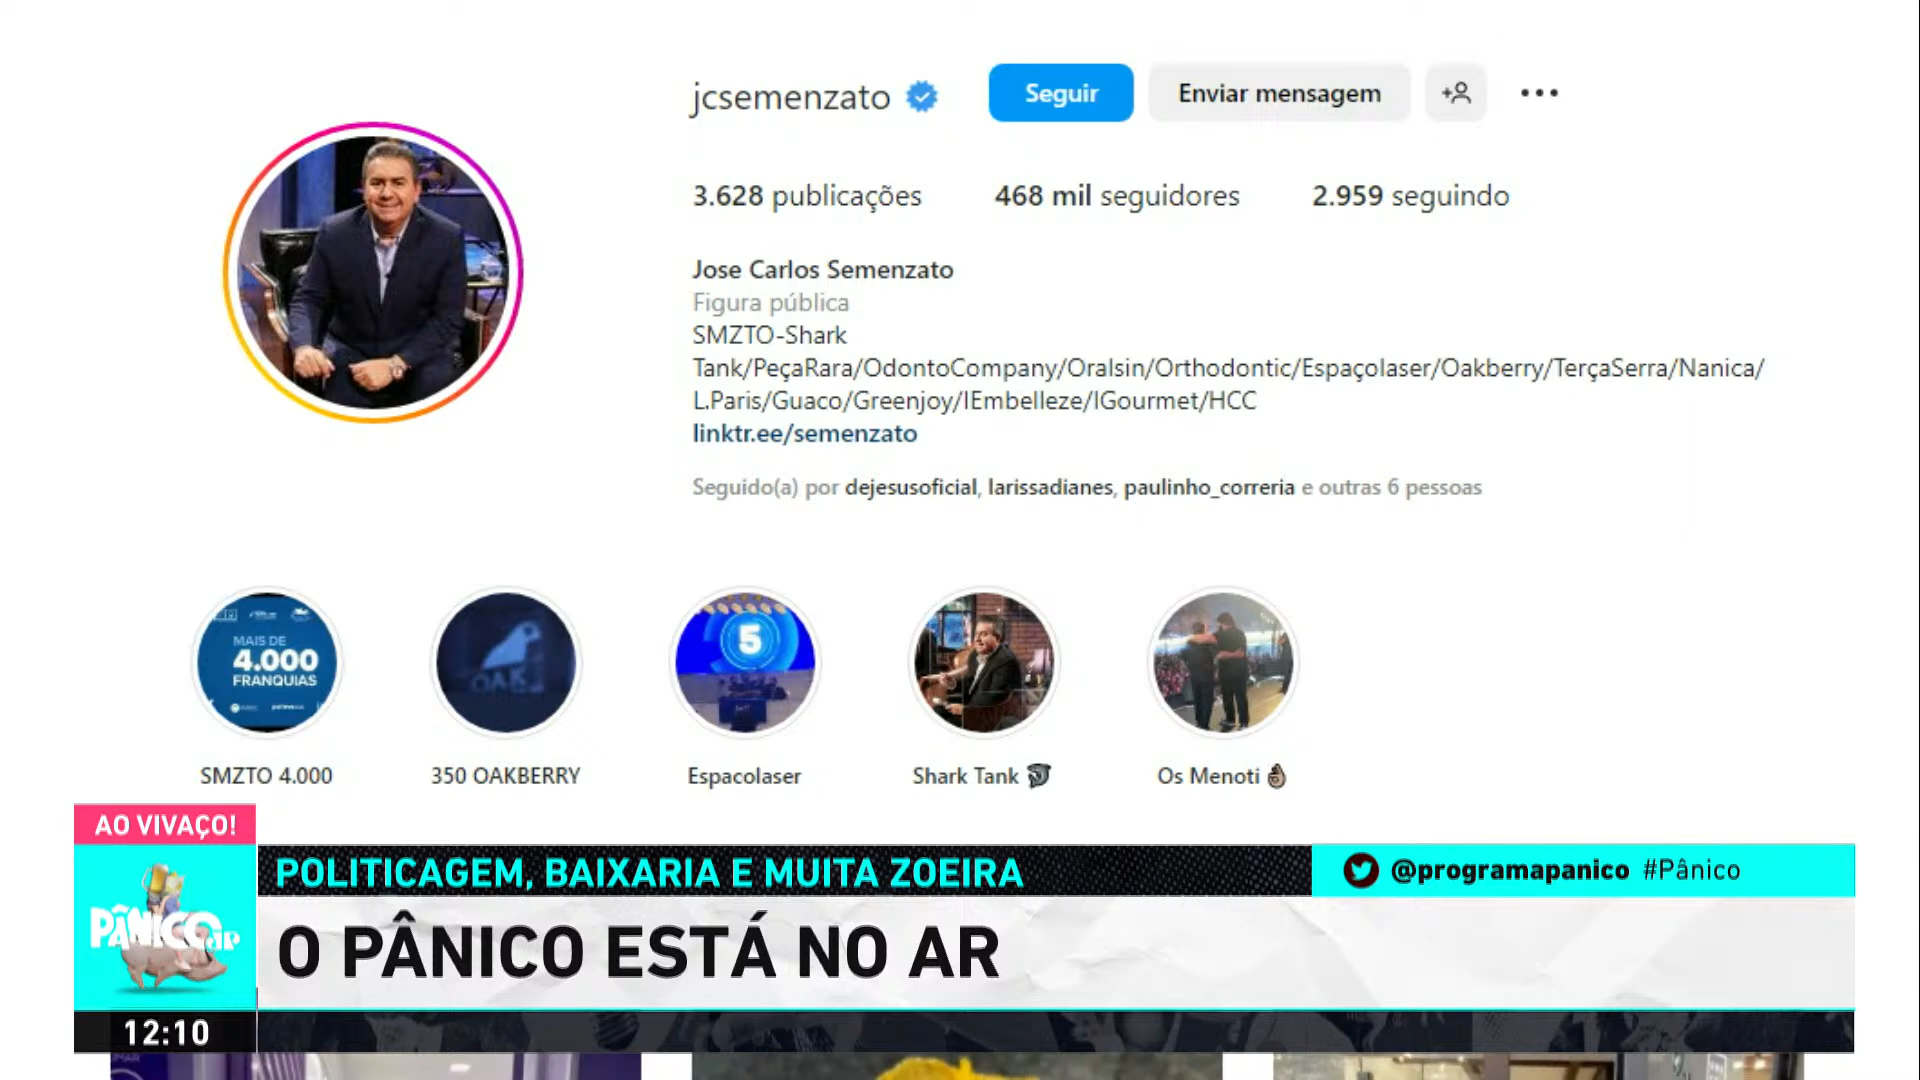 jcsemenzato
Seguir
Enviar mensagem
3.628 publicações
468 mil seguidores
2.959 seguindo
Jose Carlos Semenzato
Figura pública
SMZTO-Shark
Tank/PeçaRara/OdontoCompany/Oralsin/Orthodontic/Espaçolaser/Oakberry/TerçaSerra/Nanica/
L.Paris/Guaco/Greenjoy/IEmbelleze/IGourmet/HCC
linktr.ee/semenzato
Seguido(a) por dejesusoficial, larissadianes, paulinho_correria e outras 6 pessoas
MAIS DE
4.000
FRANQUIAS
OAK
5
SMZTO 4.000
350 OAKBERRY
Espacolaser
Shark Tank
Os Menoti 👌🏽
AO VIVAÇO!
POLITICAGEM, BAIXARIA E MUITA ZOEIRA
@programapanico #Pânico
PÂNICO JP
O PÂNICO ESTÁ NO AR
12:10